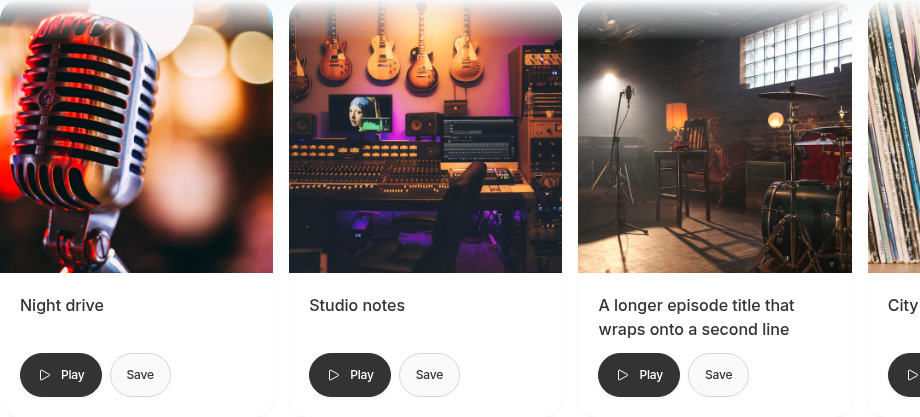 Night drive
Play
Save
Studio notes
Play
Save
A longer episode title that
wraps onto a second line
Play
Save
City